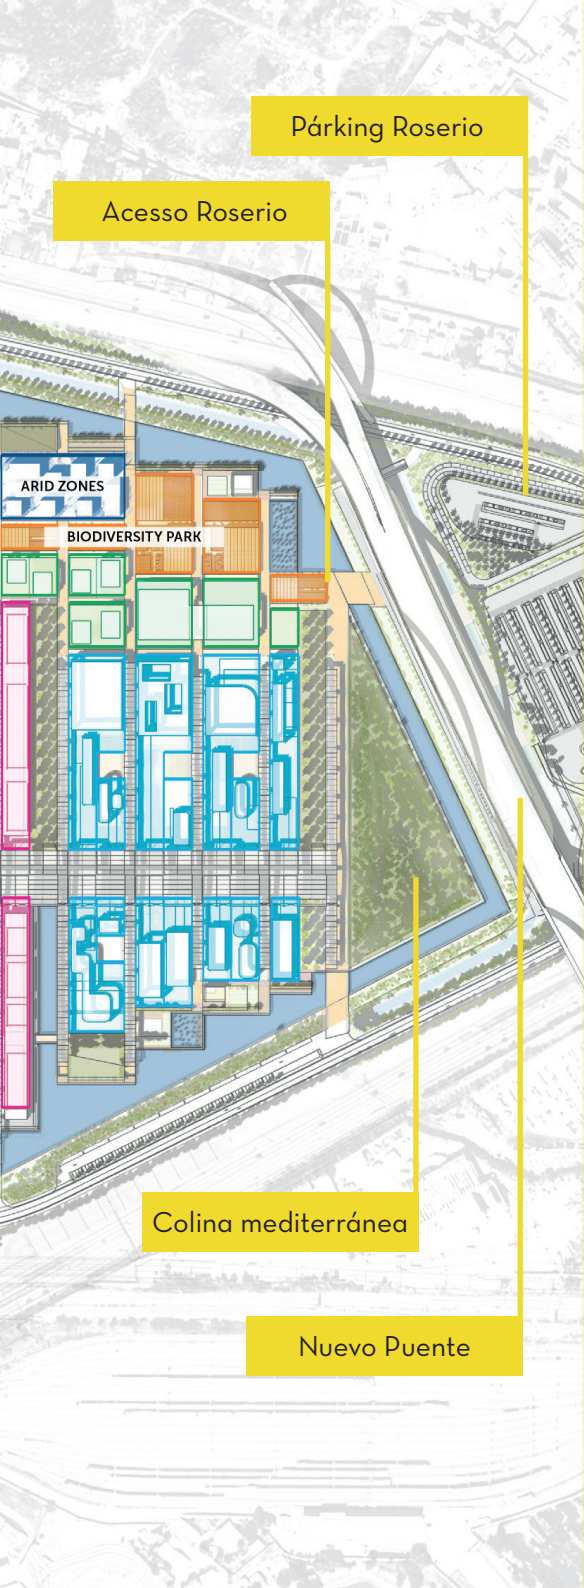 Párking Roserio
Acesso Roserio
ARID ZONES
BIODIVERSITY PARK
Colina mediterránea
Nuevo Puente